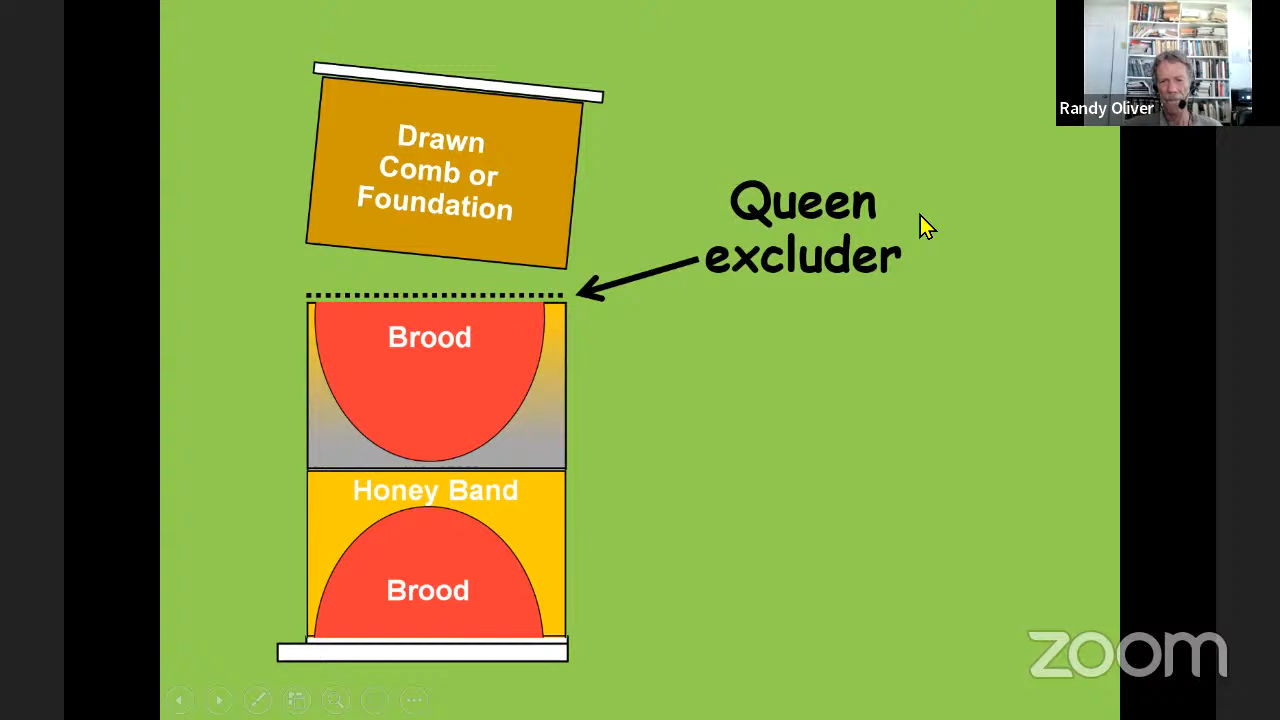 Randy Oliver
Drawn
Comb or
Foundation
Queen
excluder
Brood
Honey Band
Brood
zoom